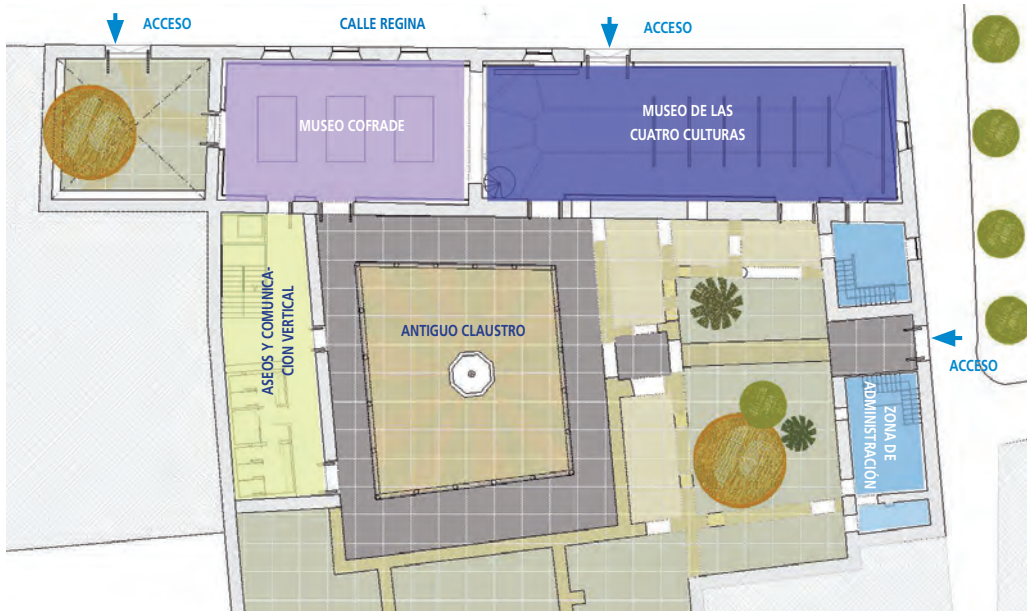 ACCESO
CALLE REGINA
ACCESO
MUSEO COFRADE
MUSEO DE LAS
CUATRO CULTURAS
ASEOS Y COMUNICA-
CION VERTICAL
ANTIGUO CLAUSTRO
ACCESO
ZONA DE
ADMINISTRACIÓN